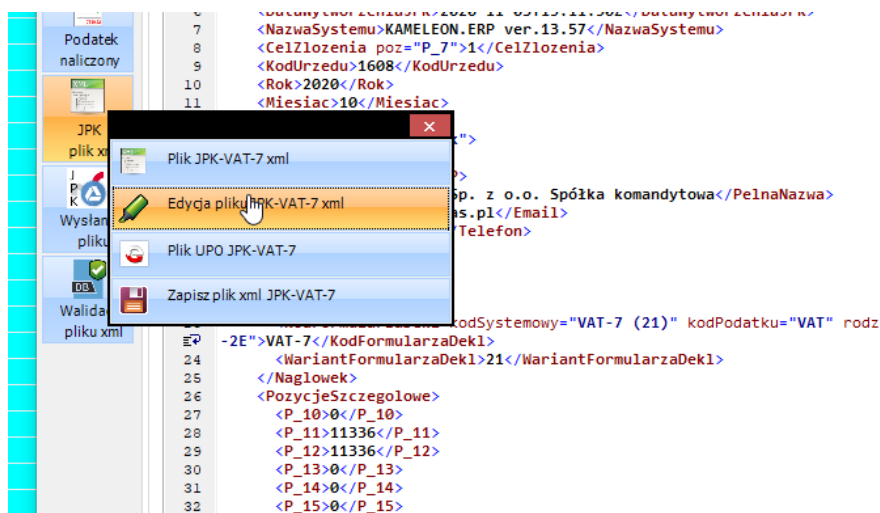 Podatek
naliczony
JPK
plik xm
Wysłan
pliku
Walida
pliku xml
Plik JPK-VAT-7 xml
Edycja pliku JPK-VAT-7 xml
Plik UPO JPK-VAT-7
Zapisz plik xml JPK-VAT-7
7 <NazwaSystemu>KAMELEON.ERP ver.13.57</NazwaSystemu>
8 <CelZlozenia poz="P_7">1</CelZlozenia>
9 <KodUrzedu>1608</KodUrzedu>
10 <Rok>2020</Rok>
11 <Miesiac>10</Miesiac>
">
>
Sp. z o.o. Spółka komandytowa</PelnaNazwa>
as.pl</Email>
/Telefon>
kodSystemowy="VAT-7 (21)" kodPodatku="VAT" rodz
-2E">VAT-7</KodFormularzaDekl>
24 <WariantFormularzaDekl>21</WariantFormularzaDekl>
25 </Naglowek>
26 <PozycjeSzczegolowe>
27 <P_10>0</P_10>
28 <P_11>11336</P_11>
29 <P_12>11336</P_12>
30 <P_13>0</P_13>
31 <P_14>0</P_14>
32 <P_15>0</P_15>